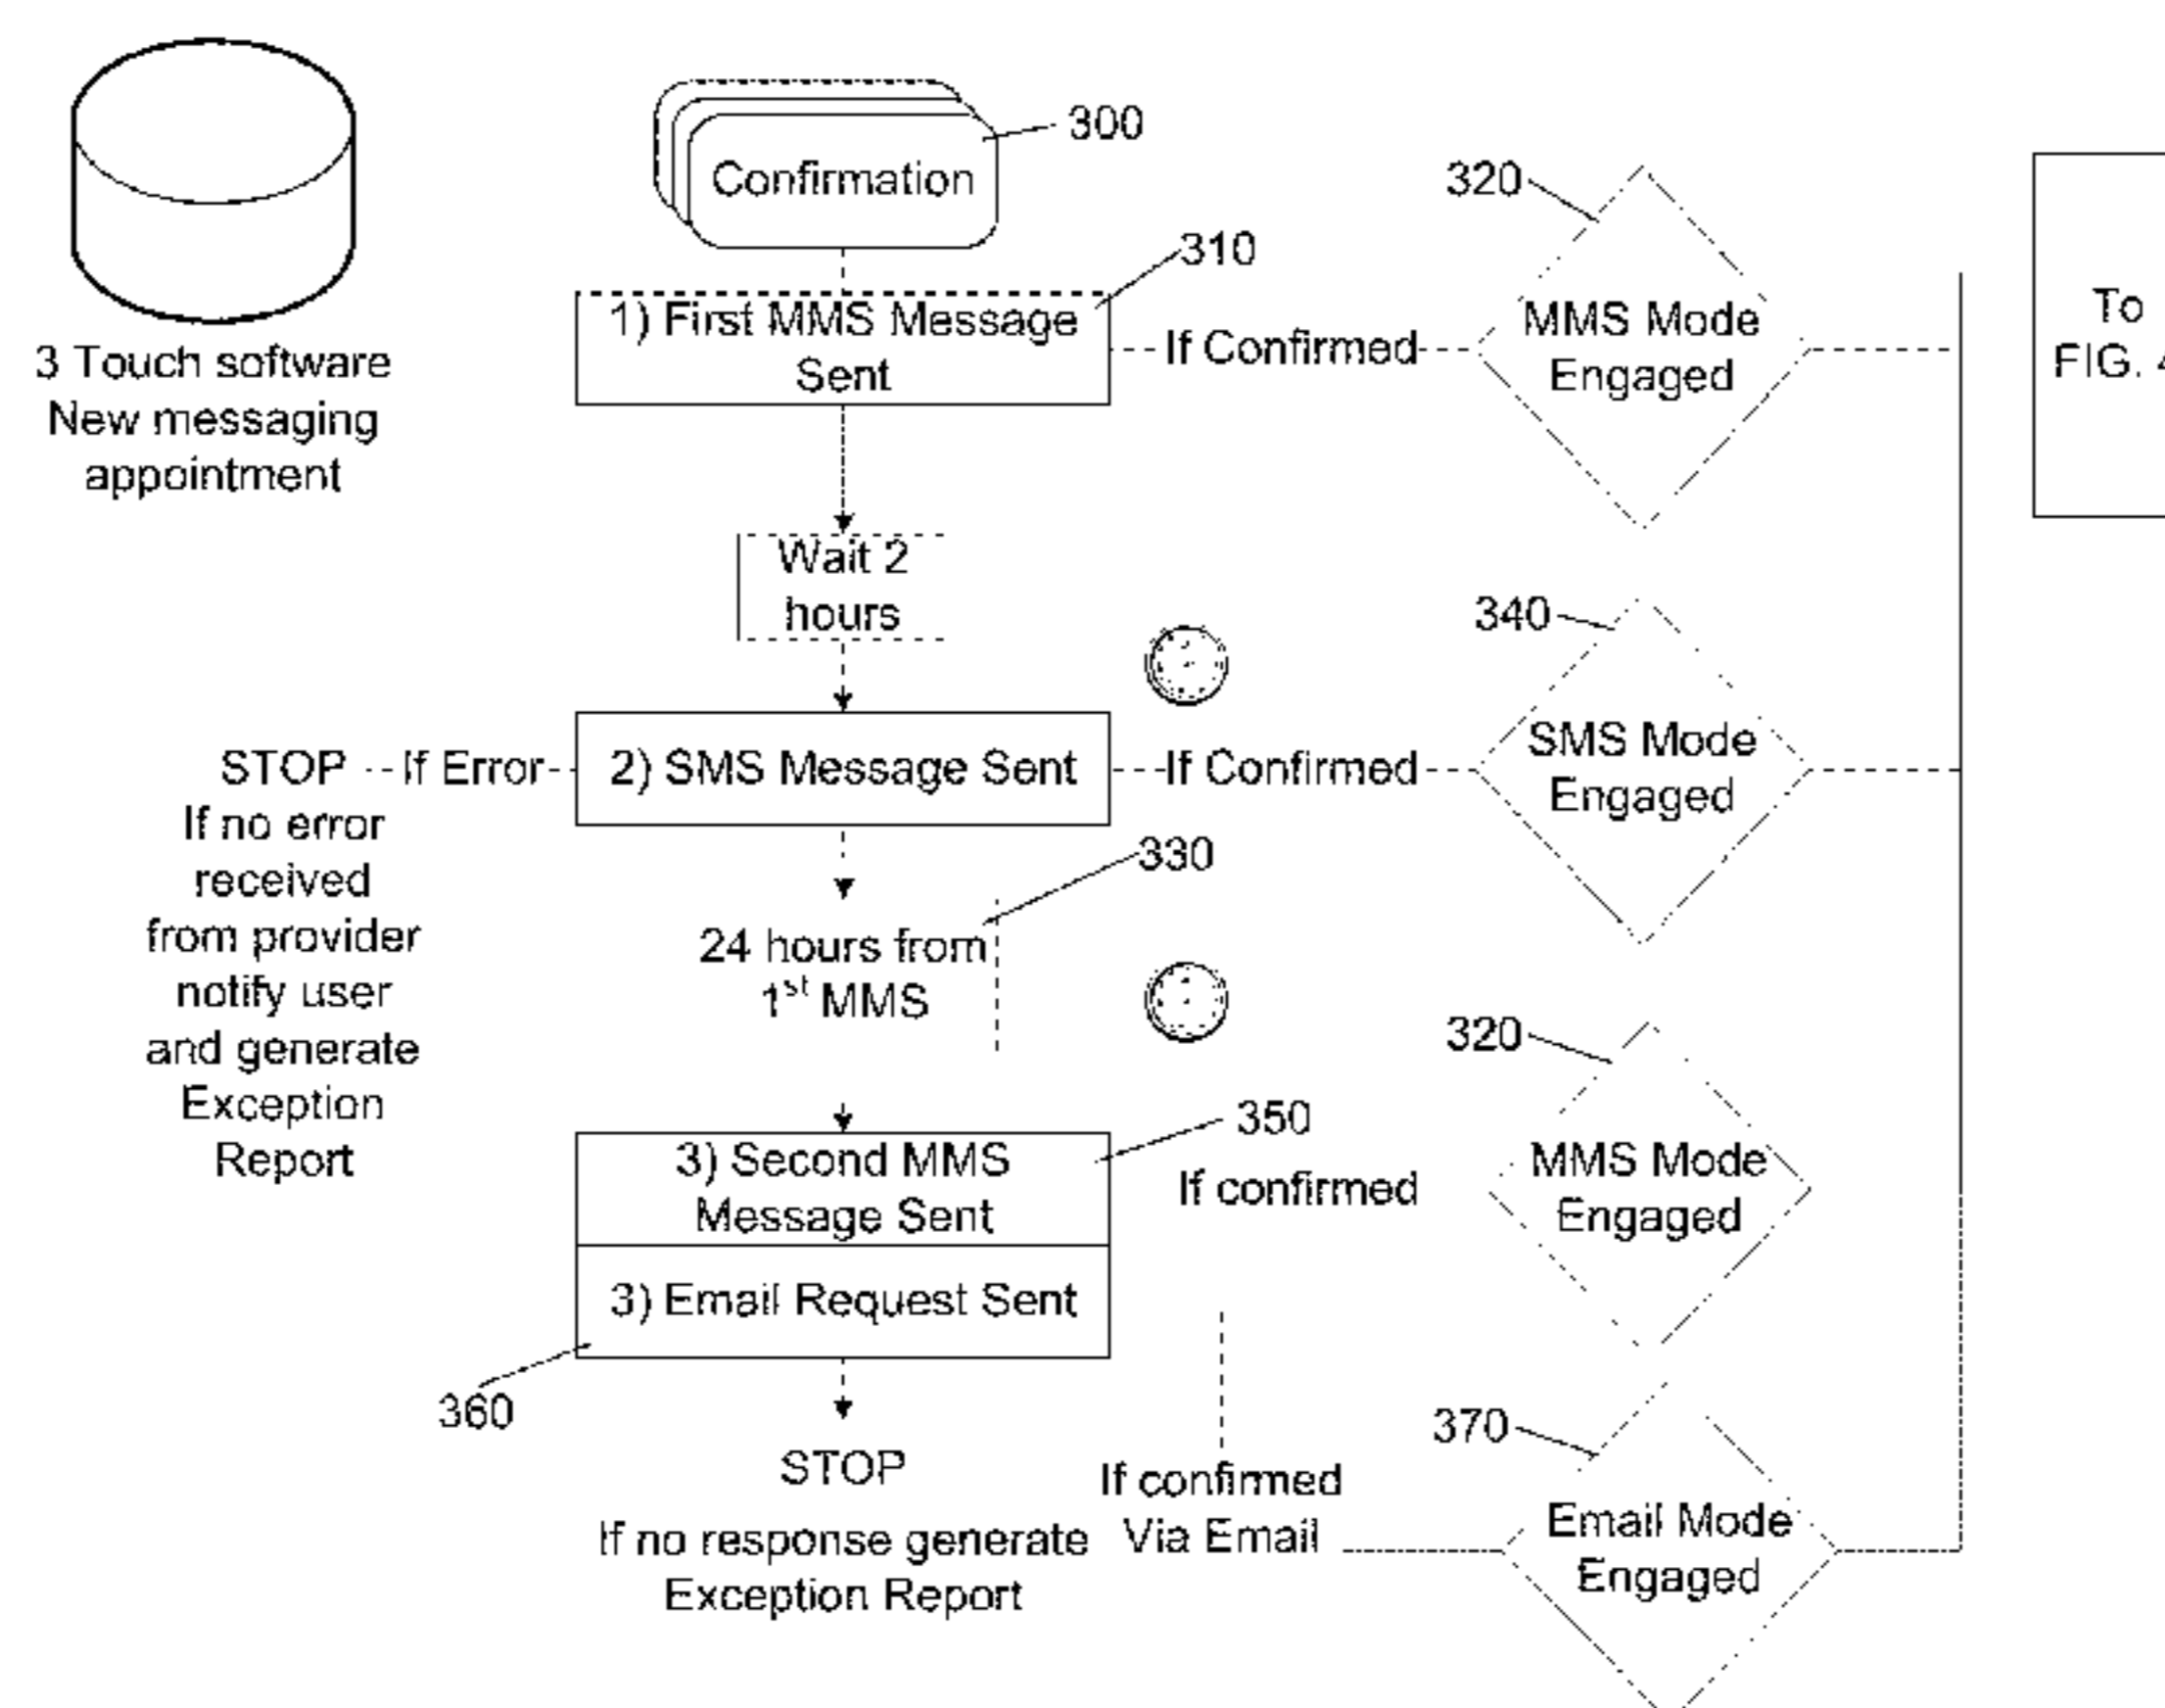 300
Confirmation
320
310
3 Touch software
New messaging
appointment
1) First MMS Message
Sent
If Confirmed
MMS Mode
Engaged
To
FIG.
Wait 2
hours
340
STOP
If Error
2) SMS Message Sent
If Confirmed
SMS Mode
Engaged
If no error
received
from provider
notify user
and generate
Exception
Report
330
24 hours from
1st MMS
320
350
3) Second MMS
Message Sent
If confirmed
MMS Mode
Engaged
3) Email Request Sent
360
370
STOP
If no response generate
Exception Report
If confirmed
Via Email
Email Mode
Engaged